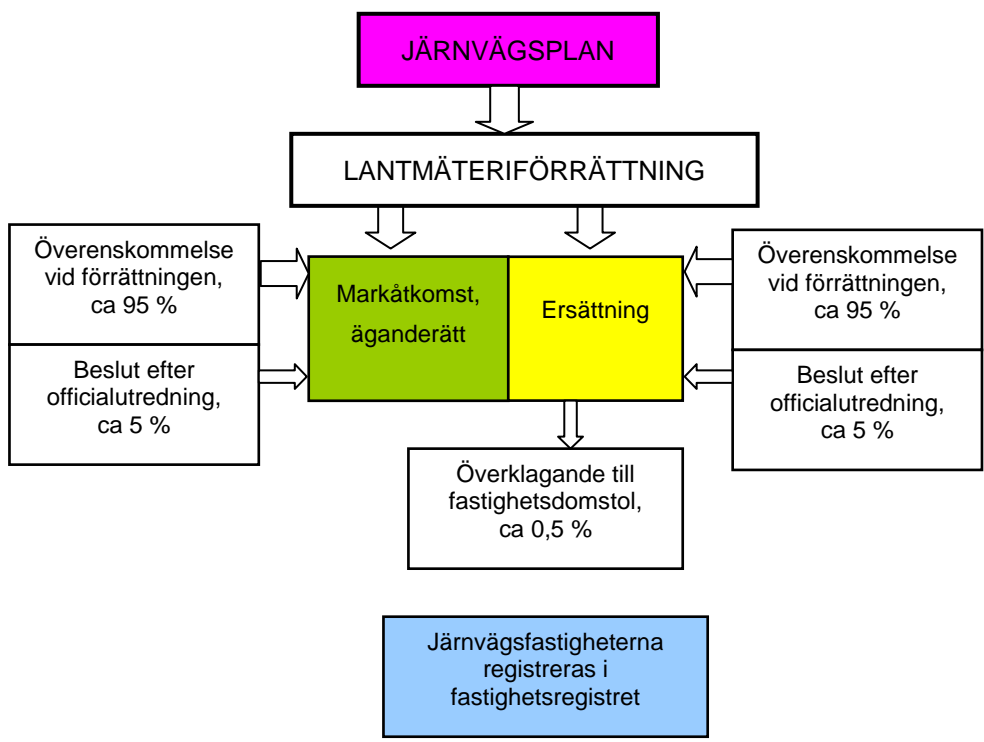 JÄRNVÄGSPLAN
LANTMÄTERIFÖRRÄTTNING
Överenskommelse
vid förrättningen,
ca 95 %
Beslut efter
officialutredning,
ca 5 %
Markåtkomst,
äganderätt
Ersättning
Överenskommelse
vid förrättningen,
ca 95 %
Beslut efter
officialutredning,
ca 5 %
Överklagande till
fastighetsdomstol,
ca 0,5 %
Järnvägsfastigheterna
registreras i
fastighetsregistret